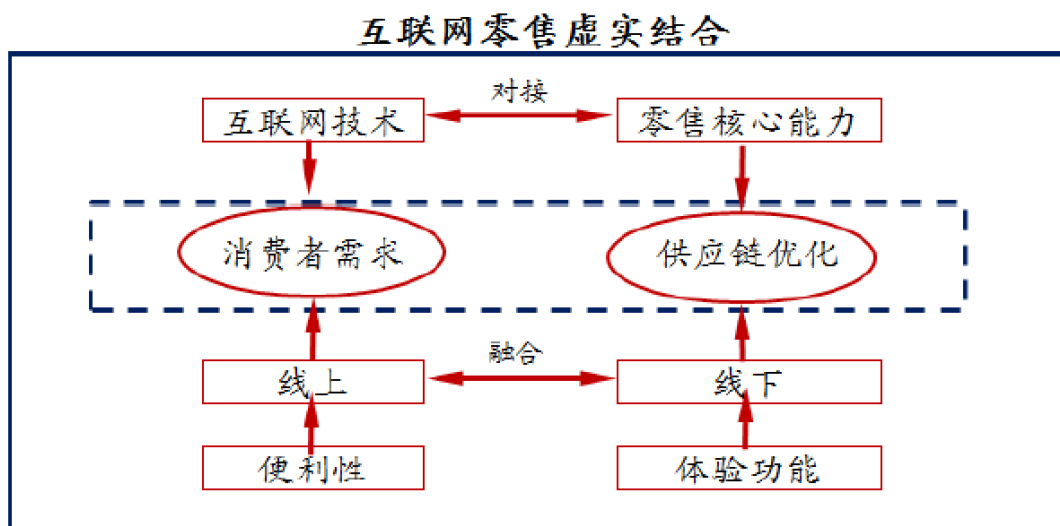 互联网零售虚实结合
对接
互联网技术
零售核心能力
消费者需求
供应链优化
融合
线上
线下
便利性
体验功能